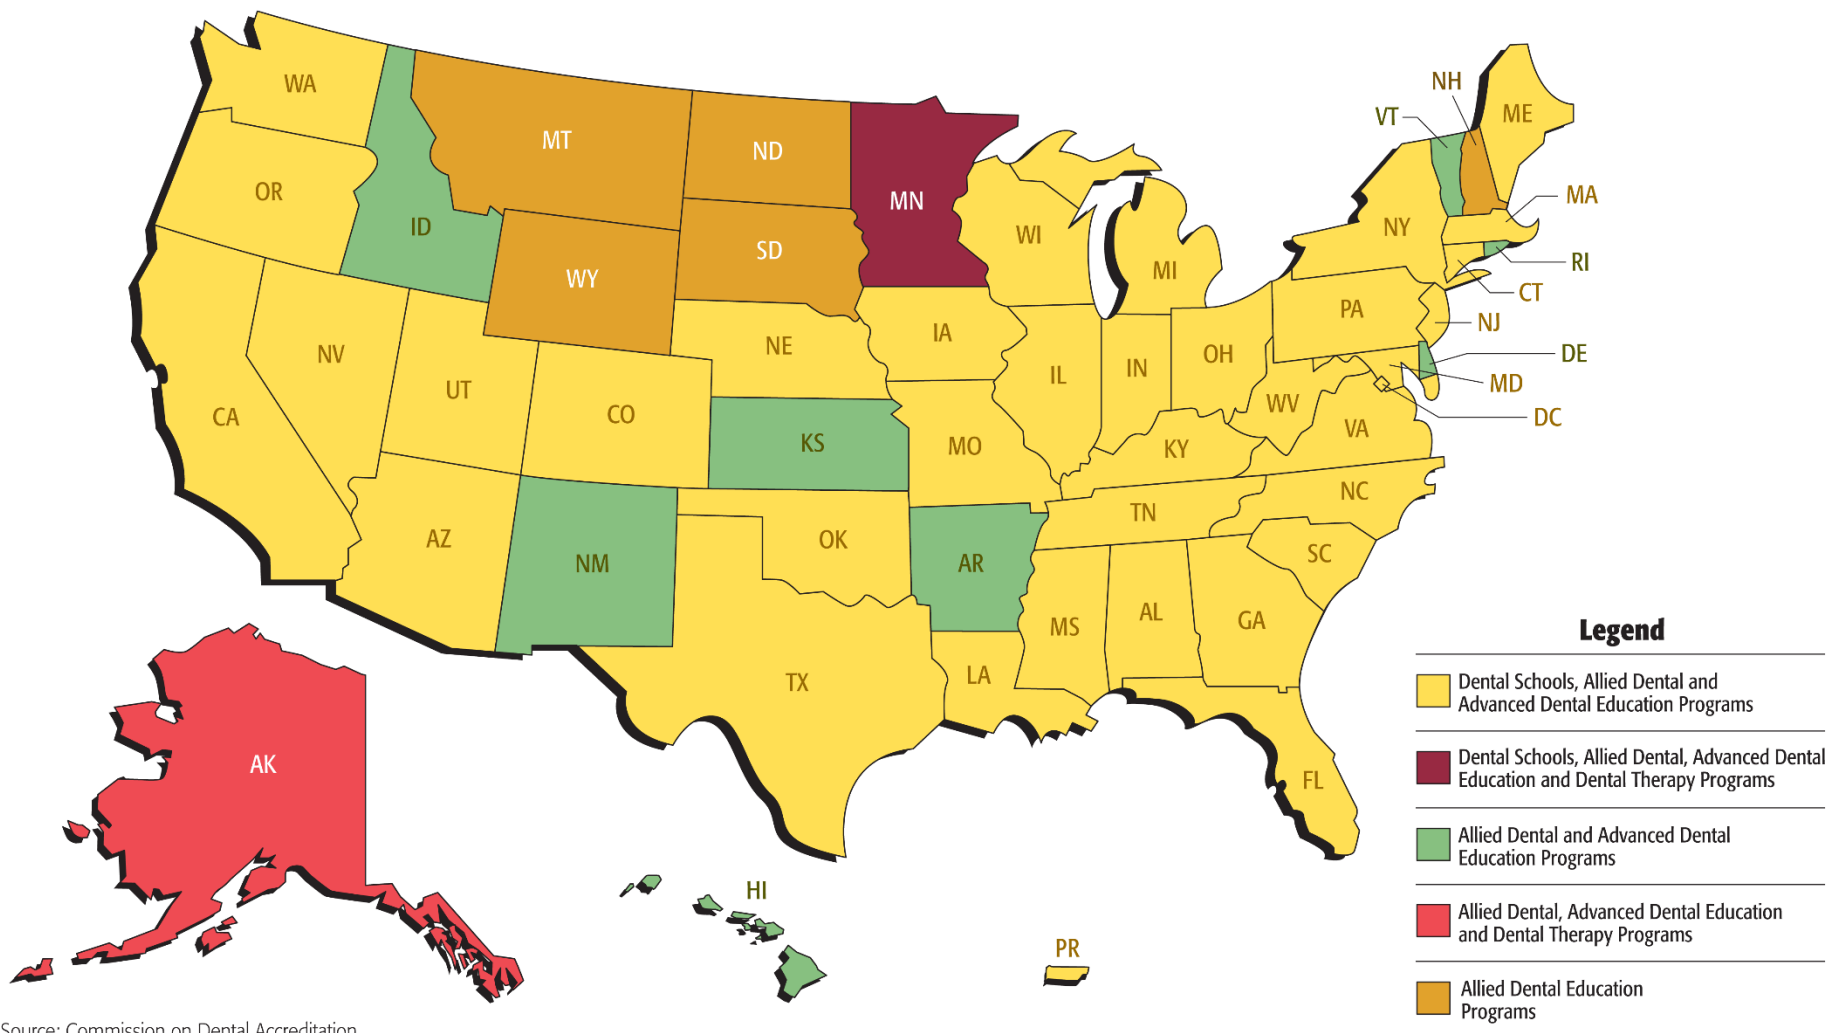 NH
ME
VT
WA
MT
ND
MN
OR
ID
SD
WY
WI
MI
NY
MA
RI
CT
NJ
PA
DE
MD
DC
NE
IA
IL
IN
OH
WV
VA
NV
UT
CO
CA
KS
MO
KY
NC
TN
SC
AZ
NM
OK
AR
MS
AL
GA
LA
TX
FL
AK
HI
PR
Legend
Dental Schools, Allied Dental and
Advanced Dental Education Programs
Dental Schools, Allied Dental, Advanced Dental
Education and Dental Therapy Programs
Allied Dental and Advanced Dental
Education Programs
Allied Dental, Advanced Dental Education
and Dental Therapy Programs
Allied Dental Education
Programs
Source: Commission on Dental Accreditation